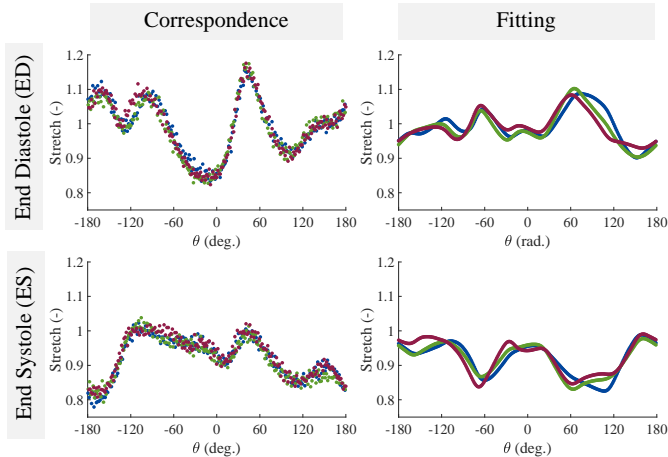 Correspondence
Fitting
End Diastole (ED)
Stretch (-)
1.2
1.1
1
0.9
0.8
-180 -120 -60 0 60 120 180
θ (deg.)
Stretch (-)
1.2
1.1
1
0.9
0.8
-180 -120 -60 0 60 120 180
θ (rad.)
End Systole (ES)
Stretch (-)
1.2
1.1
1
0.9
0.8
-180 -120 -60 0 60 120 180
θ (deg.)
Stretch (-)
1.2
1.1
1
0.9
0.8
-180 -120 -60 0 60 120 180
θ (deg.)